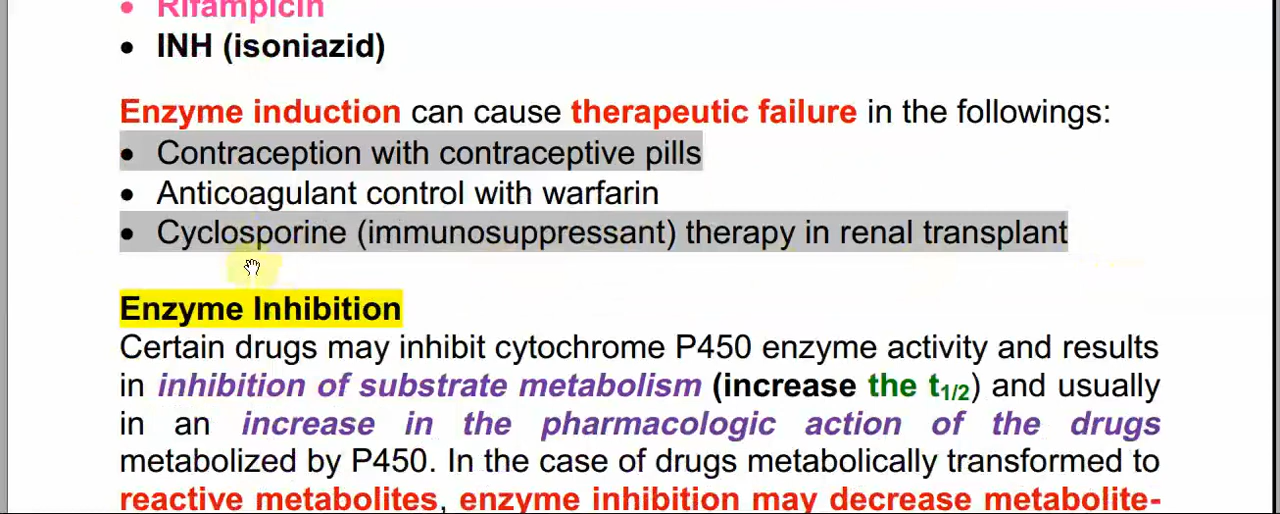 • Rifampicin
• INH (isoniazid)
Enzyme induction can cause therapeutic failure in the followings:
• Contraception with contraceptive pills
• Anticoagulant control with warfarin
• Cyclosporine (immunosuppressant) therapy in renal transplant
Enzyme Inhibition
Certain drugs may inhibit cytochrome P450 enzyme activity and results
in inhibition of substrate metabolism (increase the t1/2) and usually
in an increase in the pharmacologic action of the drugs
metabolized by P450. In the case of drugs metabolically transformed to
reactive metabolites, enzyme inhibition may decrease metabolite-